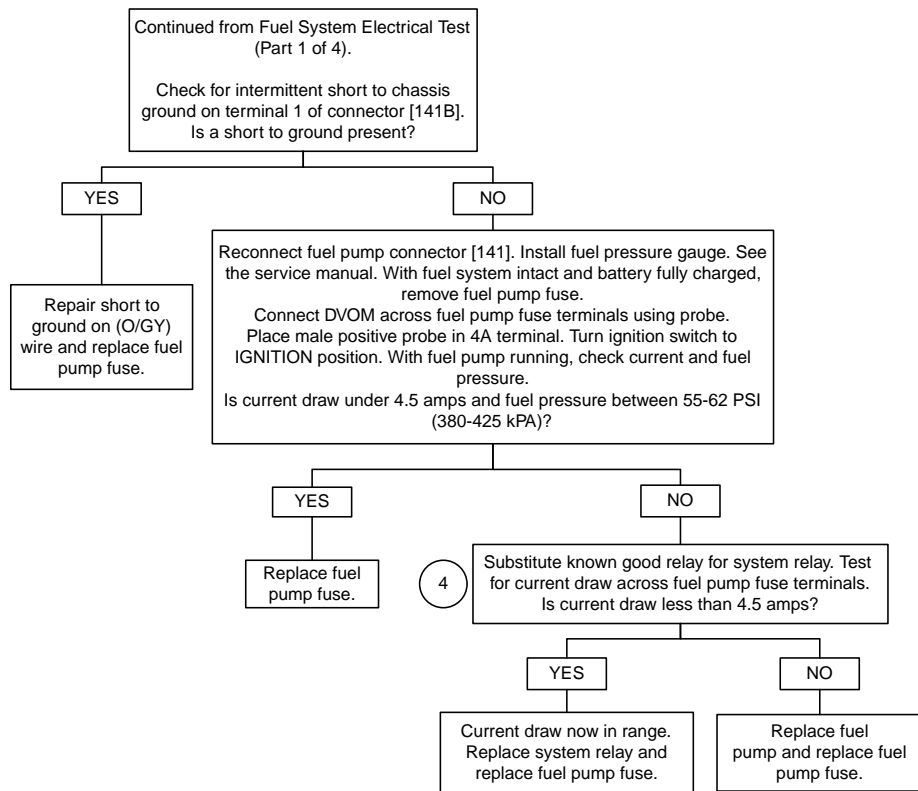 Continued from Fuel System Electrical Test
(Part 1 of 4).
Check for intermittent short to chassis
ground on terminal 1 of connector [141B].
Is a short to ground present?
YES
NO
Repair short to
ground on (O/GY)
wire and replace fuel
pump fuse.
Reconnect fuel pump connector [141]. Install fuel pressure gauge. See
the service manual. With fuel system intact and battery fully charged,
remove fuel pump fuse.
Connect DVOM across fuel pump fuse terminals using probe.
Place male positive probe in 4A terminal. Turn ignition switch to
IGNITION position. With fuel pump running, check current and fuel
pressure.
Is current draw under 4.5 amps and fuel pressure between 55-62 PSI
(380-425 kPA)?
YES
NO
Replace fuel
pump fuse.
4
Substitute known good relay for system relay. Test
for current draw across fuel pump fuse terminals.
Is current draw less than 4.5 amps?
YES
NO
Current draw now in range.
Replace system relay and
replace fuel pump fuse.
Replace fuel
pump and replace fuel
pump fuse.